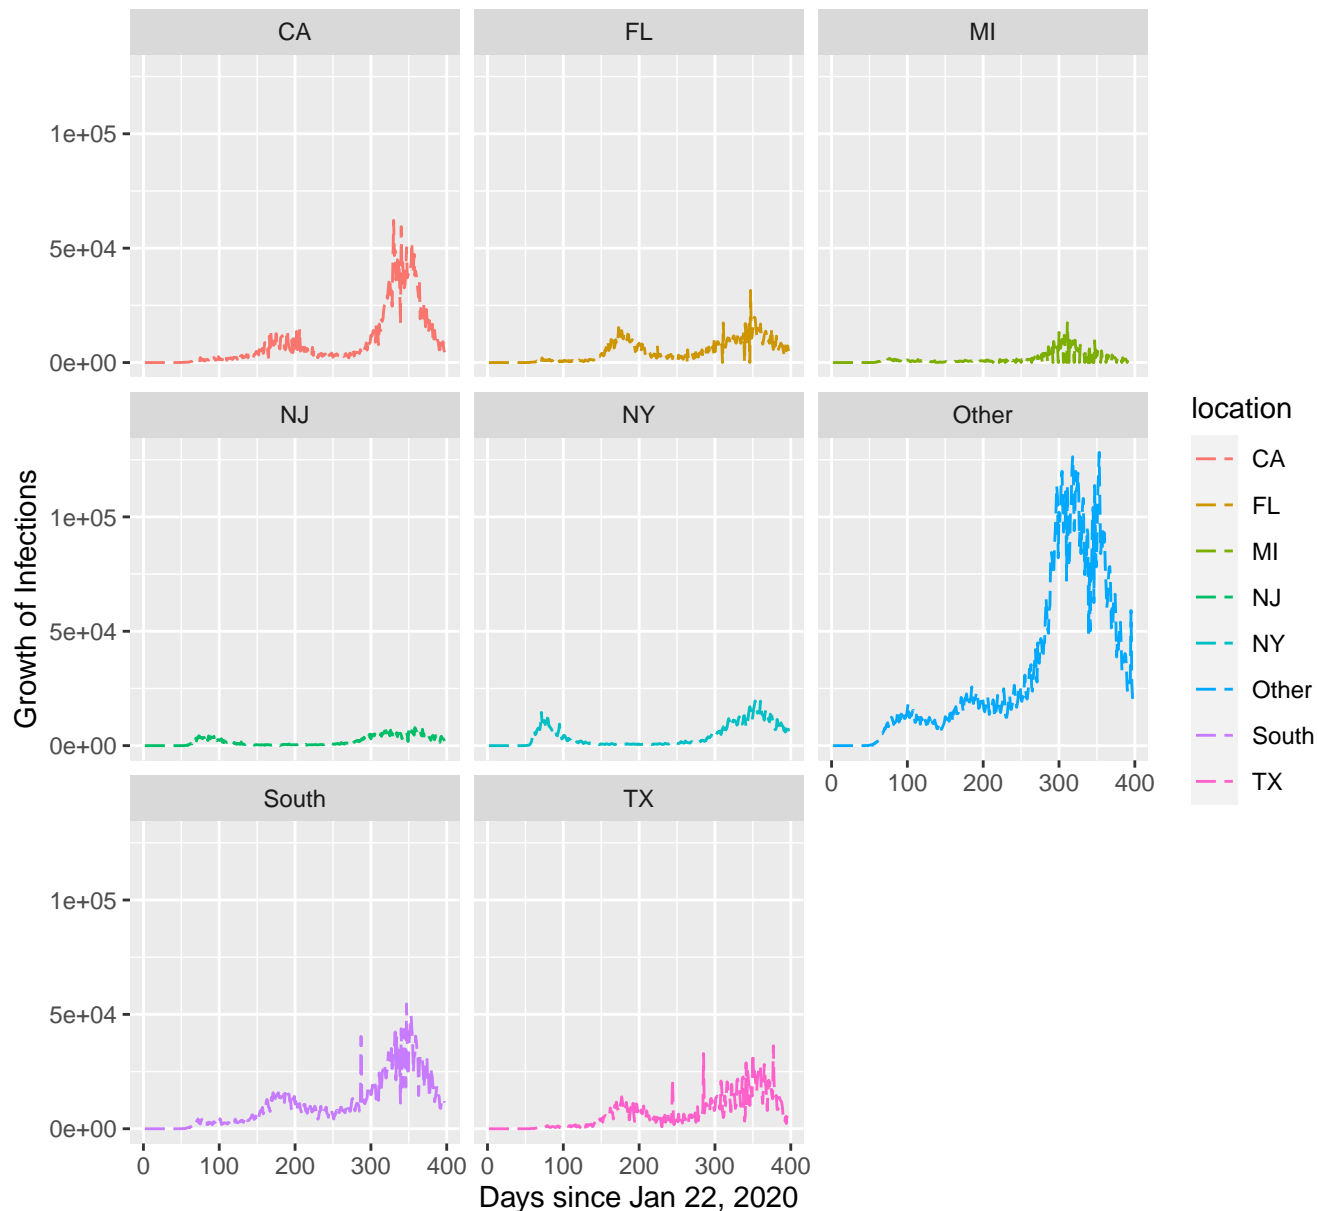 CA FL MI
1e+05
5e+04
0e+00
NJ NY Other
1e+05
5e+04
0e+00
0 100 200 300 400
South TX
1e+05
5e+04
0e+00
0 100 200 300 400 0 100 200 300 400
Days since Jan 22, 2020
Growth of Infections
location
CA
FL
MI
NJ
NY
Other
South
TX